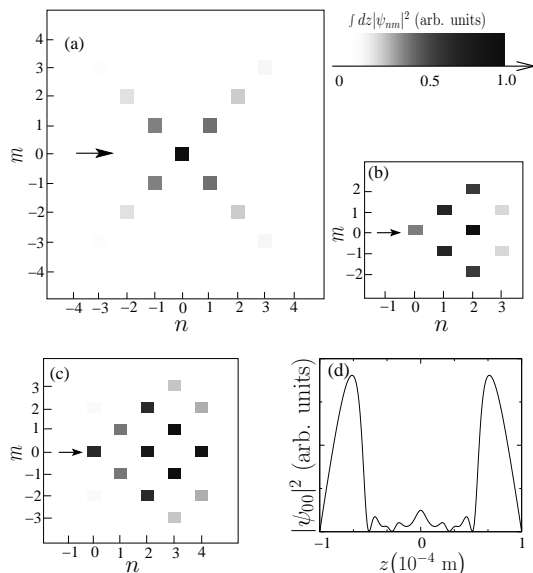 ∫ dz|ψ_nm|² (arb. units)
0 0.5 1.0
(a)
4
3
2
1
0
−1
−2
−3
−4
m
−4 −3 −2 −1 0 1 2 3 4
n
(b)
2
1
0
−1
−2
m
−1 0 1 2 3
n
(c)
3
2
1
0
−1
−2
−3
m
−1 0 1 2 3 4
n
(d)
|ψ₀₀|² (arb. units)
−1 0 1
z(10⁻⁴ m)